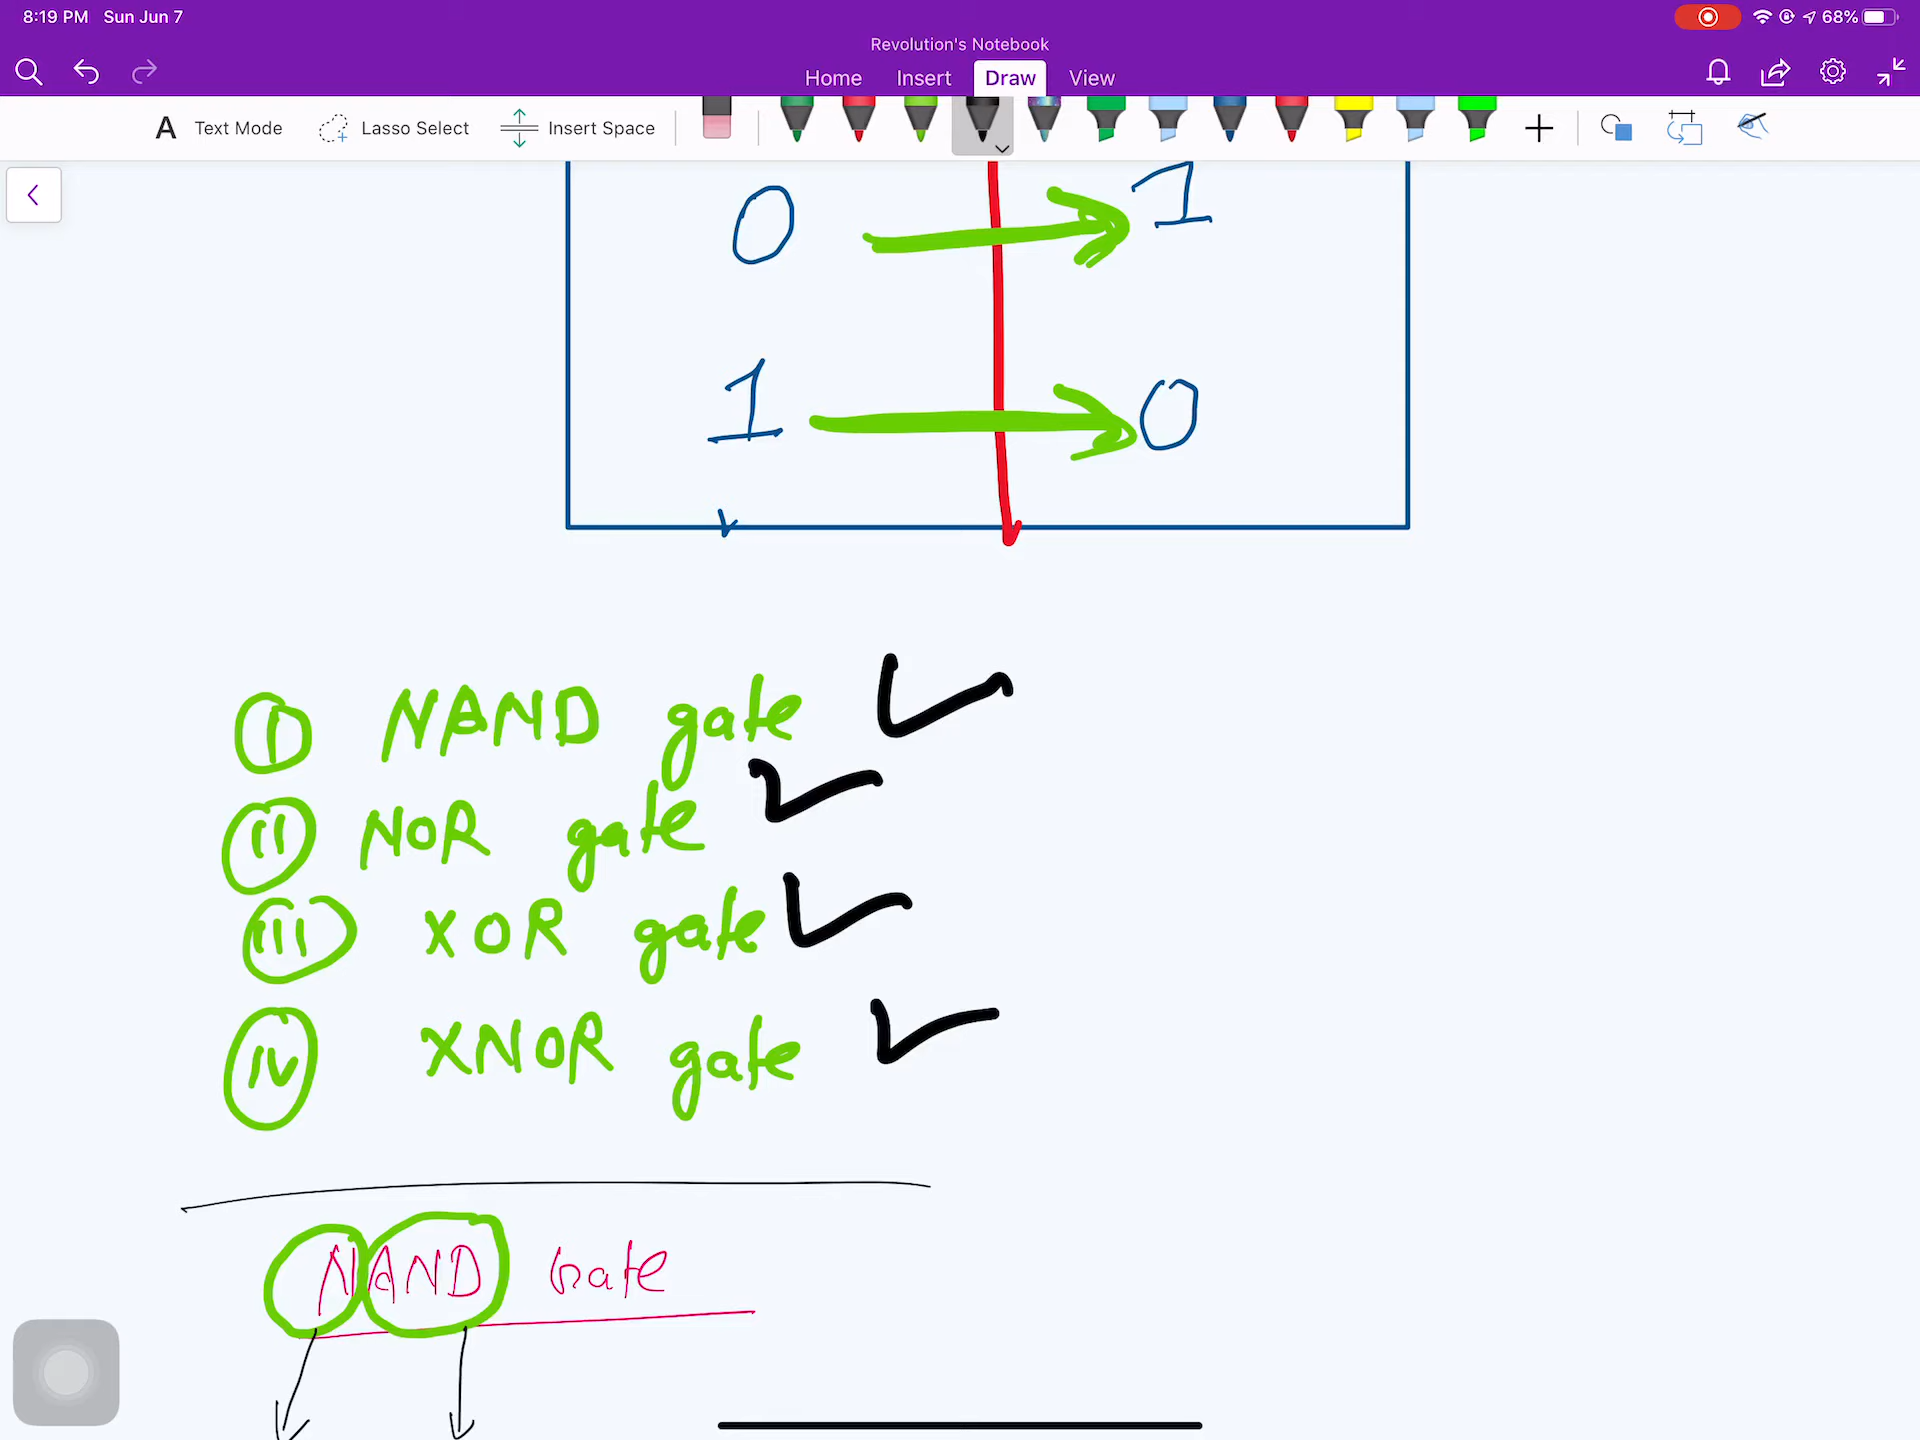 8:19 PM Sun Jun 7
68%
Revolution's Notebook
Home Insert Draw View
A Text Mode Lasso Select Insert Space
0 1
1 0
I NAND gate
II NOR gate
III XOR gate
IV XNOR gate
NAND Gate